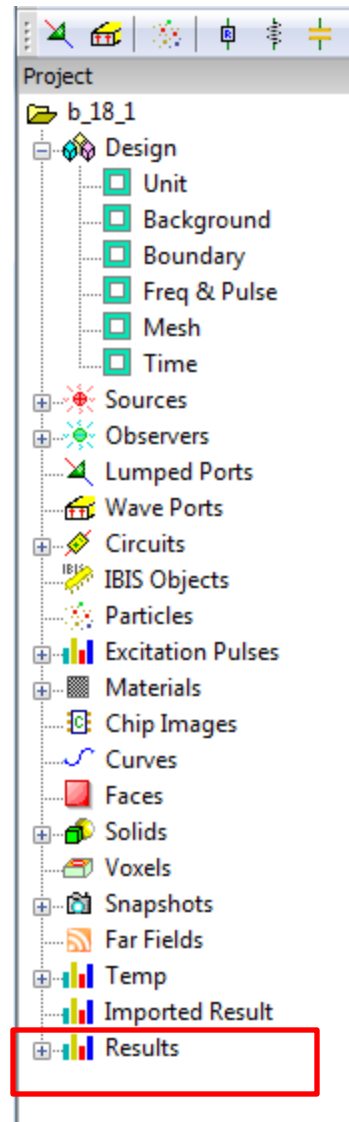 R
Project
b_18_1
Design
Unit
Background
Boundary
Freq & Pulse
Mesh
Time
Sources
Observers
Lumped Ports
Wave Ports
Circuits
IBIS
IBIS Objects
Particles
Excitation Pulses
Materials
C
Chip Images
Curves
Faces
Solids
Voxels
Snapshots
Far Fields
Temp
Imported Result
Results